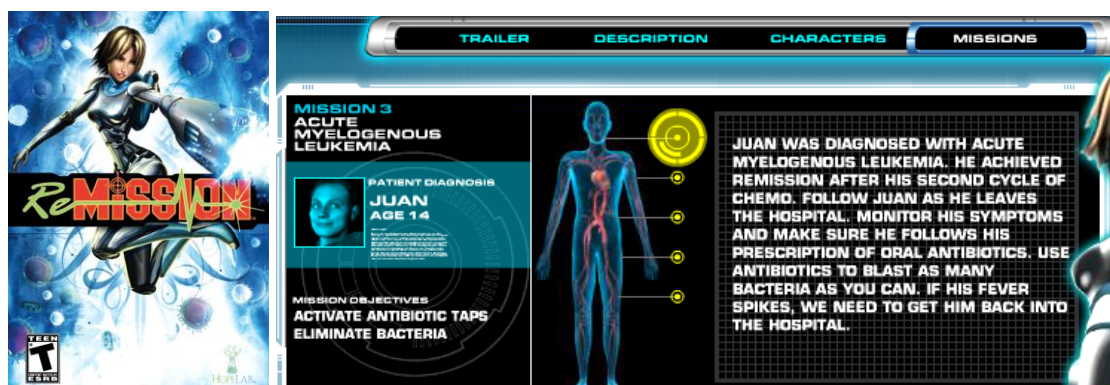 Re-Mission
TEEN
T
CONTENT RATED BY
ESRB
HOPELAB
TRAILER
DESCRIPTION
CHARACTERS
MISSIONS
MISSION 3
ACUTE
MYELOGENOUS
LEUKEMIA
PATIENT DIAGNOSIS
JUAN
AGE 14
MISSION OBJECTIVES
ACTIVATE ANTIBIOTIC TAPS
ELIMINATE BACTERIA
JUAN WAS DIAGNOSED WITH ACUTE
MYELOGENOUS LEUKEMIA. HE ACHIEVED
REMISSION AFTER HIS SECOND CYCLE OF
CHEMO. FOLLOW JUAN AS HE LEAVES
THE HOSPITAL. MONITOR HIS SYMPTOMS
AND MAKE SURE HE FOLLOWS HIS
PRESCRIPTION OF ORAL ANTIBIOTICS. USE
ANTIBIOTICS TO BLAST AS MANY
BACTERIA AS YOU CAN. IF HIS FEVER
SPIKES, WE NEED TO GET HIM BACK INTO
THE HOSPITAL.